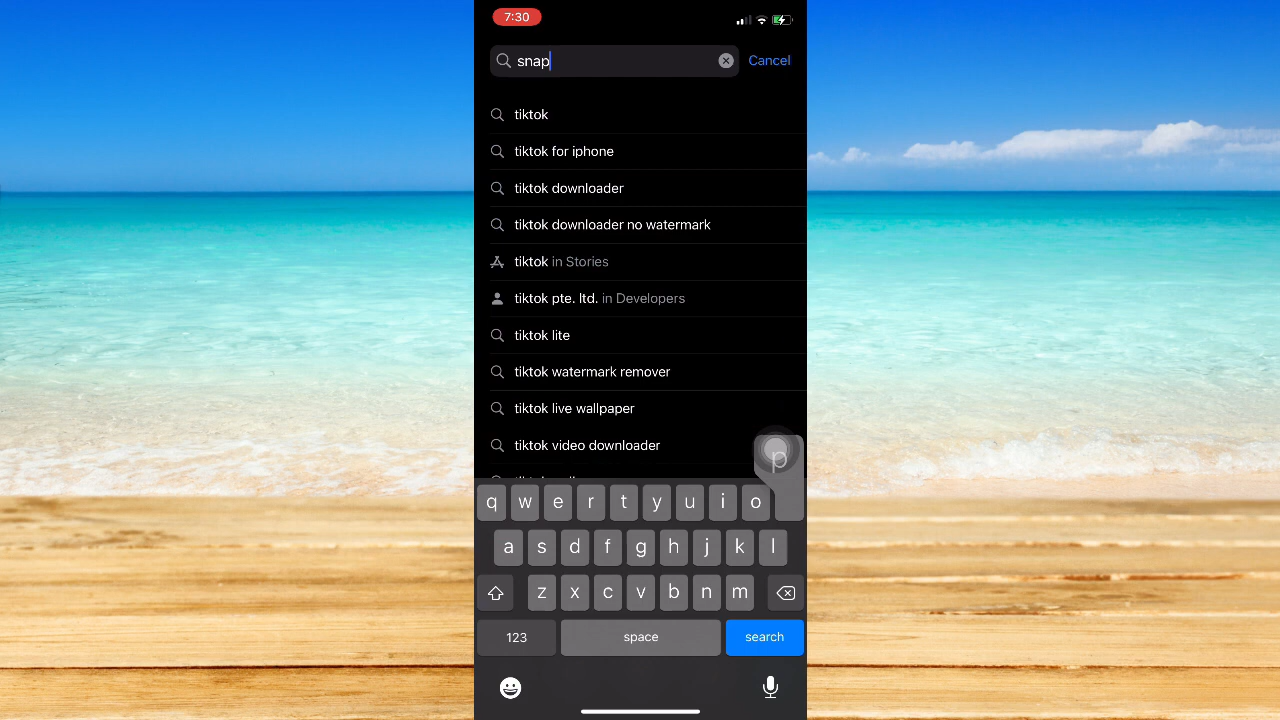 7:30
snap
Cancel
tiktok
tiktok for iphone
tiktok downloader
tiktok downloader no watermark
tiktok in Stories
tiktok pte. ltd. in Developers
tiktok lite
tiktok watermark remover
tiktok live wallpaper
tiktok video downloader
p
q w e r t y u i o
a s d f g h j k l
z x c v b n m
123 space search